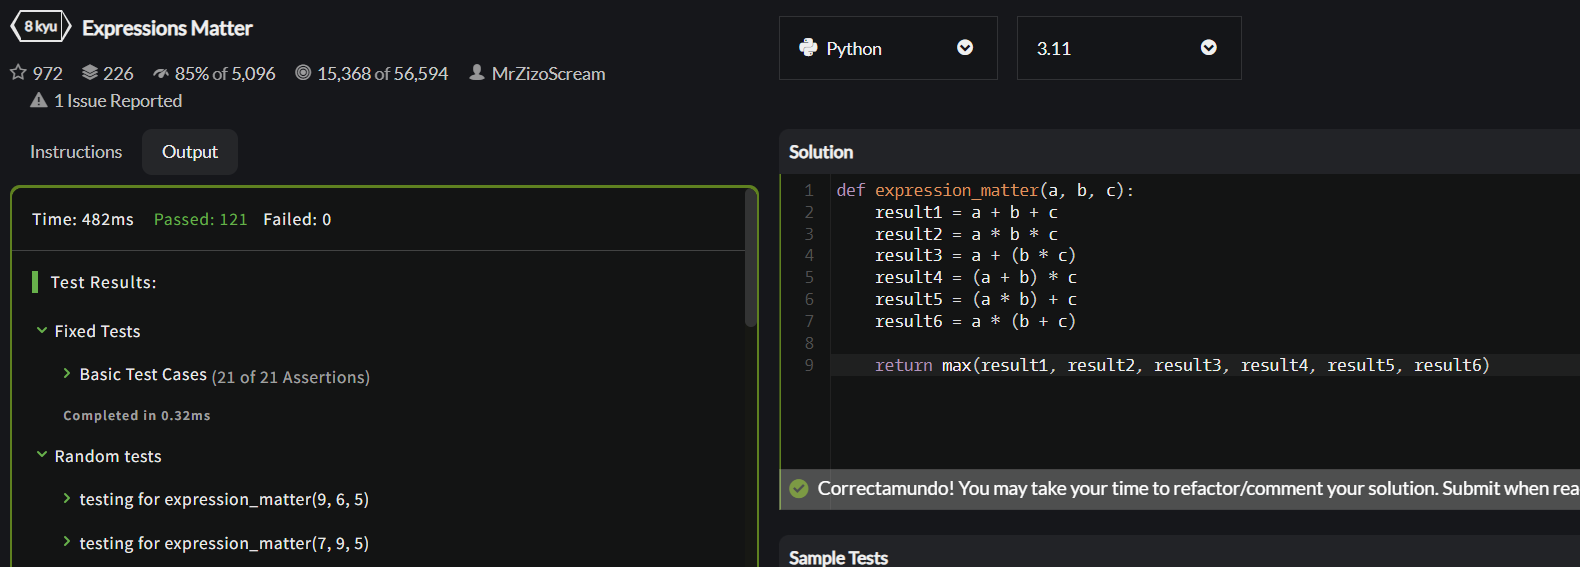 8 kyu Expressions Matter
972 226 85% of 5,096 15,368 of 56,594 MrZizoScream
1 Issue Reported
Instructions Output
Time: 482ms Passed: 121 Failed: 0
Test Results:
Fixed Tests
Basic Test Cases (21 of 21 Assertions)
Completed in 0.32ms
Random tests
testing for expression_matter(9, 6, 5)
testing for expression_matter(7, 9, 5)
Python 3.11
Solution
1 def expression_matter(a, b, c):
2     result1 = a + b + c
3     result2 = a * b * c
4     result3 = a + (b * c)
5     result4 = (a + b) * c
6     result5 = (a * b) + c
7     result6 = a * (b + c)
8
9     return max(result1, result2, result3, result4, result5, result6)
Correctamundo! You may take your time to refactor/comment your solution. Submit when rea
Sample Tests